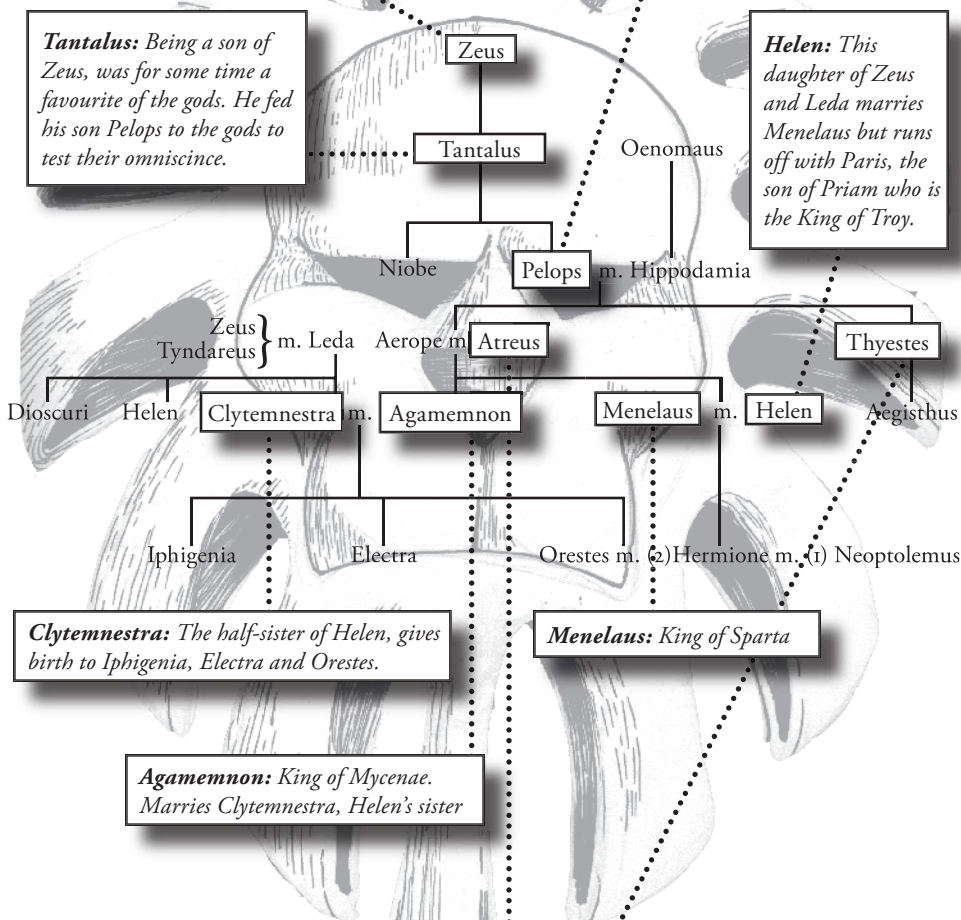 Tantalus: Being a son of
Zeus, was for some time a
favourite of the gods. He fed
his son Pelops to the gods to
test their omniscince.
Zeus
Helen: This
daughter of Zeus
and Leda marries
Menelaus but runs
off with Paris, the
son of Priam who is
the King of Troy.
Tantalus
Oenomaus
Niobe
Pelops m. Hippodamia
Zeus
Tyndareus } m. Leda
Aerope m. Atreus
Thyestes
Dioscuri Helen Clytemnestra m. Agamemnon Menelaus m. Helen Aegisthus
Iphigenia Electra Orestes m. (2)Hermione m. (1) Neoptolemus
Clytemnestra: The half-sister of Helen, gives
birth to Iphigenia, Electra and Orestes.
Menelaus: King of Sparta
Agamemnon: King of Mycenae.
Marries Clytemnestra, Helen's sister